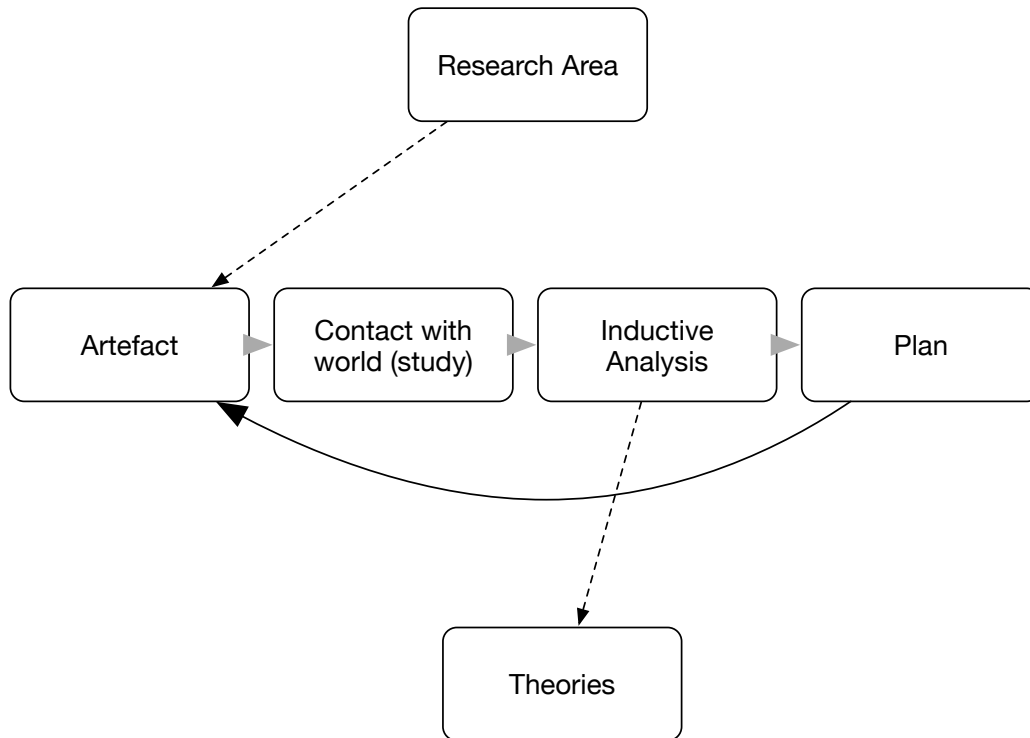 Research Area
Artefact
Contact with
world (study)
Inductive
Analysis
Plan
Theories